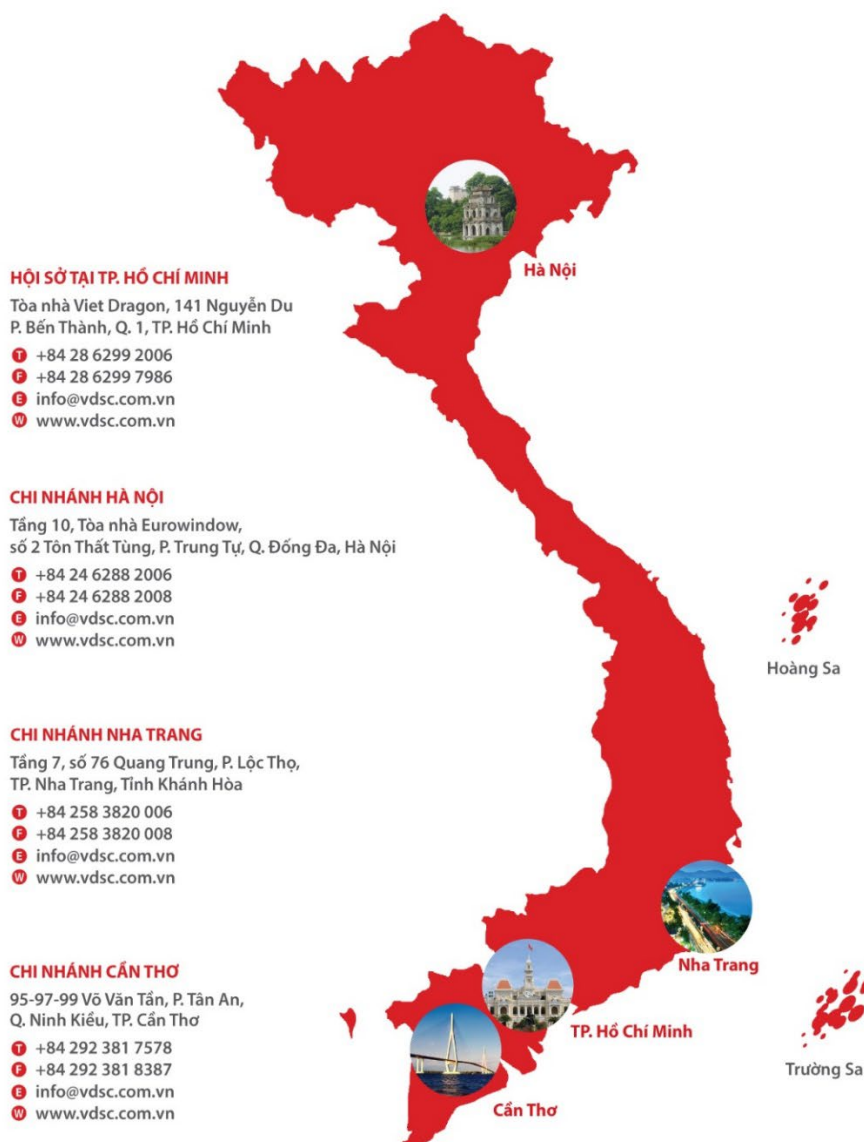 HỘI SỞ TẠI TP. HỒ CHÍ MINH
Tòa nhà Viet Dragon, 141 Nguyễn Du
P. Bến Thành, Q. 1, TP. Hồ Chí Minh
T +84 28 6299 2006
F +84 28 6299 7986
E info@vdsc.com.vn
W www.vdsc.com.vn
CHI NHÁNH HÀ NỘI
Tầng 10, Tòa nhà Eurowindow,
số 2 Tôn Thất Tùng, P. Trung Tự, Q. Đống Đa, Hà Nội
T +84 24 6288 2006
F +84 24 6288 2008
E info@vdsc.com.vn
W www.vdsc.com.vn
CHI NHÁNH NHA TRANG
Tầng 7, số 76 Quang Trung, P. Lộc Thọ,
TP. Nha Trang, Tỉnh Khánh Hòa
T +84 258 3820 006
F +84 258 3820 008
E info@vdsc.com.vn
W www.vdsc.com.vn
CHI NHÁNH CẦN THƠ
95-97-99 Võ Văn Tần, P. Tân An,
Q. Ninh Kiều, TP. Cần Thơ
T +84 292 381 7578
F +84 292 381 8387
E info@vdsc.com.vn
W www.vdsc.com.vn
Hà Nội
Hoàng Sa
Nha Trang
TP. Hồ Chí Minh
Trường Sa
Cần Thơ